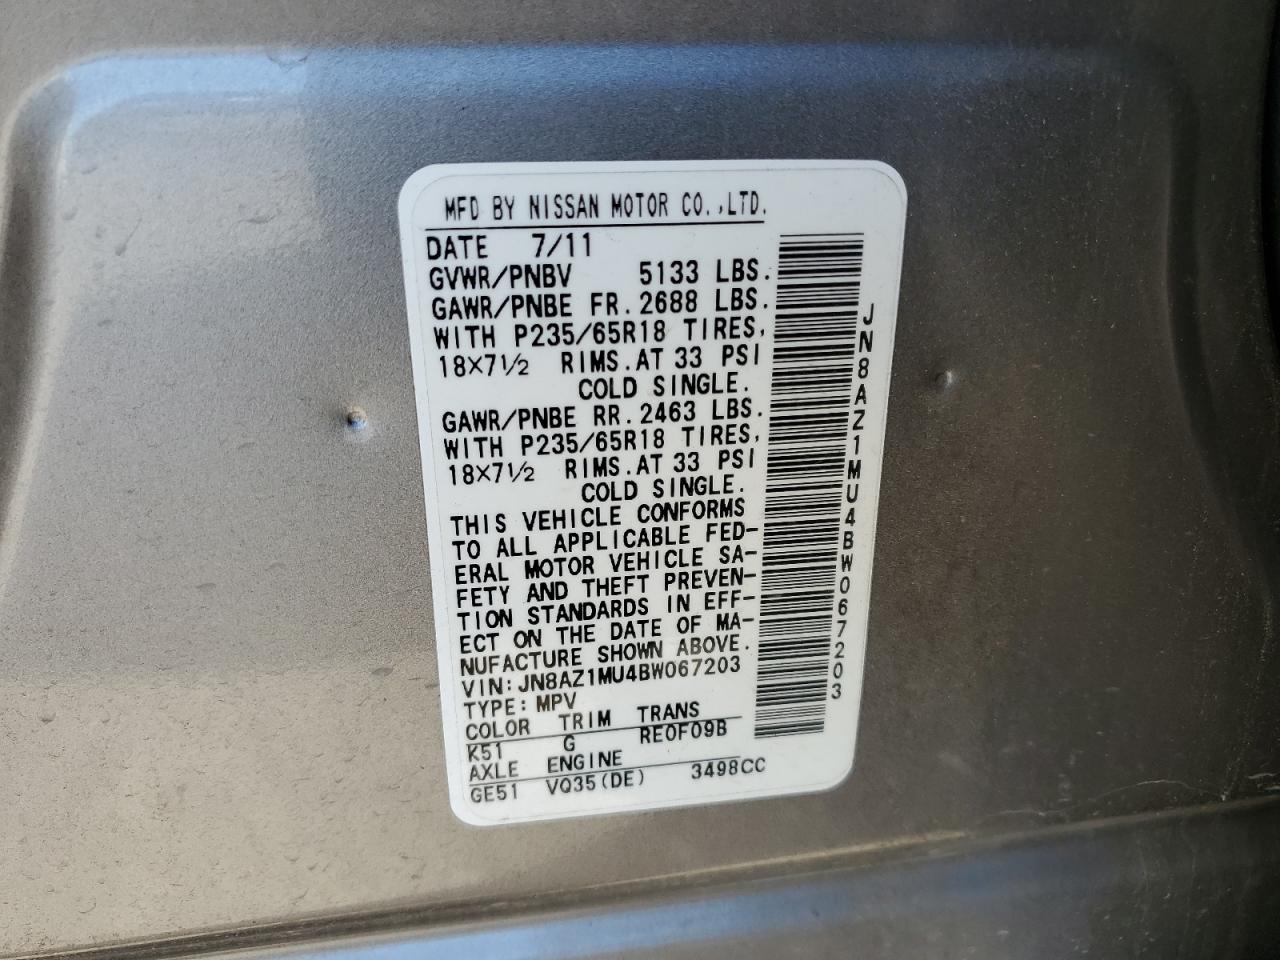 MFD BY NISSAN MOTOR CO.,LTD.
DATE 7/11
GVWR/PNBV 5133 LBS.
GAWR/PNBE FR.2688 LBS.
WITH P235/65R18 TIRES,
18×7½ RIMS.AT 33 PSI
COLD SINGLE.
GAWR/PNBE RR.2463 LBS.
WITH P235/65R18 TIRES,
18×7½ RIMS.AT 33 PSI
COLD SINGLE.
THIS VEHICLE CONFORMS
TO ALL APPLICABLE FED-
ERAL MOTOR VEHICLE SA-
FETY AND THEFT PREVEN-
TION STANDARDS IN EFF-
ECT ON THE DATE OF MA-
NUFACTURE SHOWN ABOVE.
VIN:JN8AZ1MU4BW067203
TYPE:MPV
COLOR TRIM TRANS
K51 G RE0F09B
AXLE ENGINE
GE51 VQ35(DE) 3498CC
JN8AZ1MU4BW067203